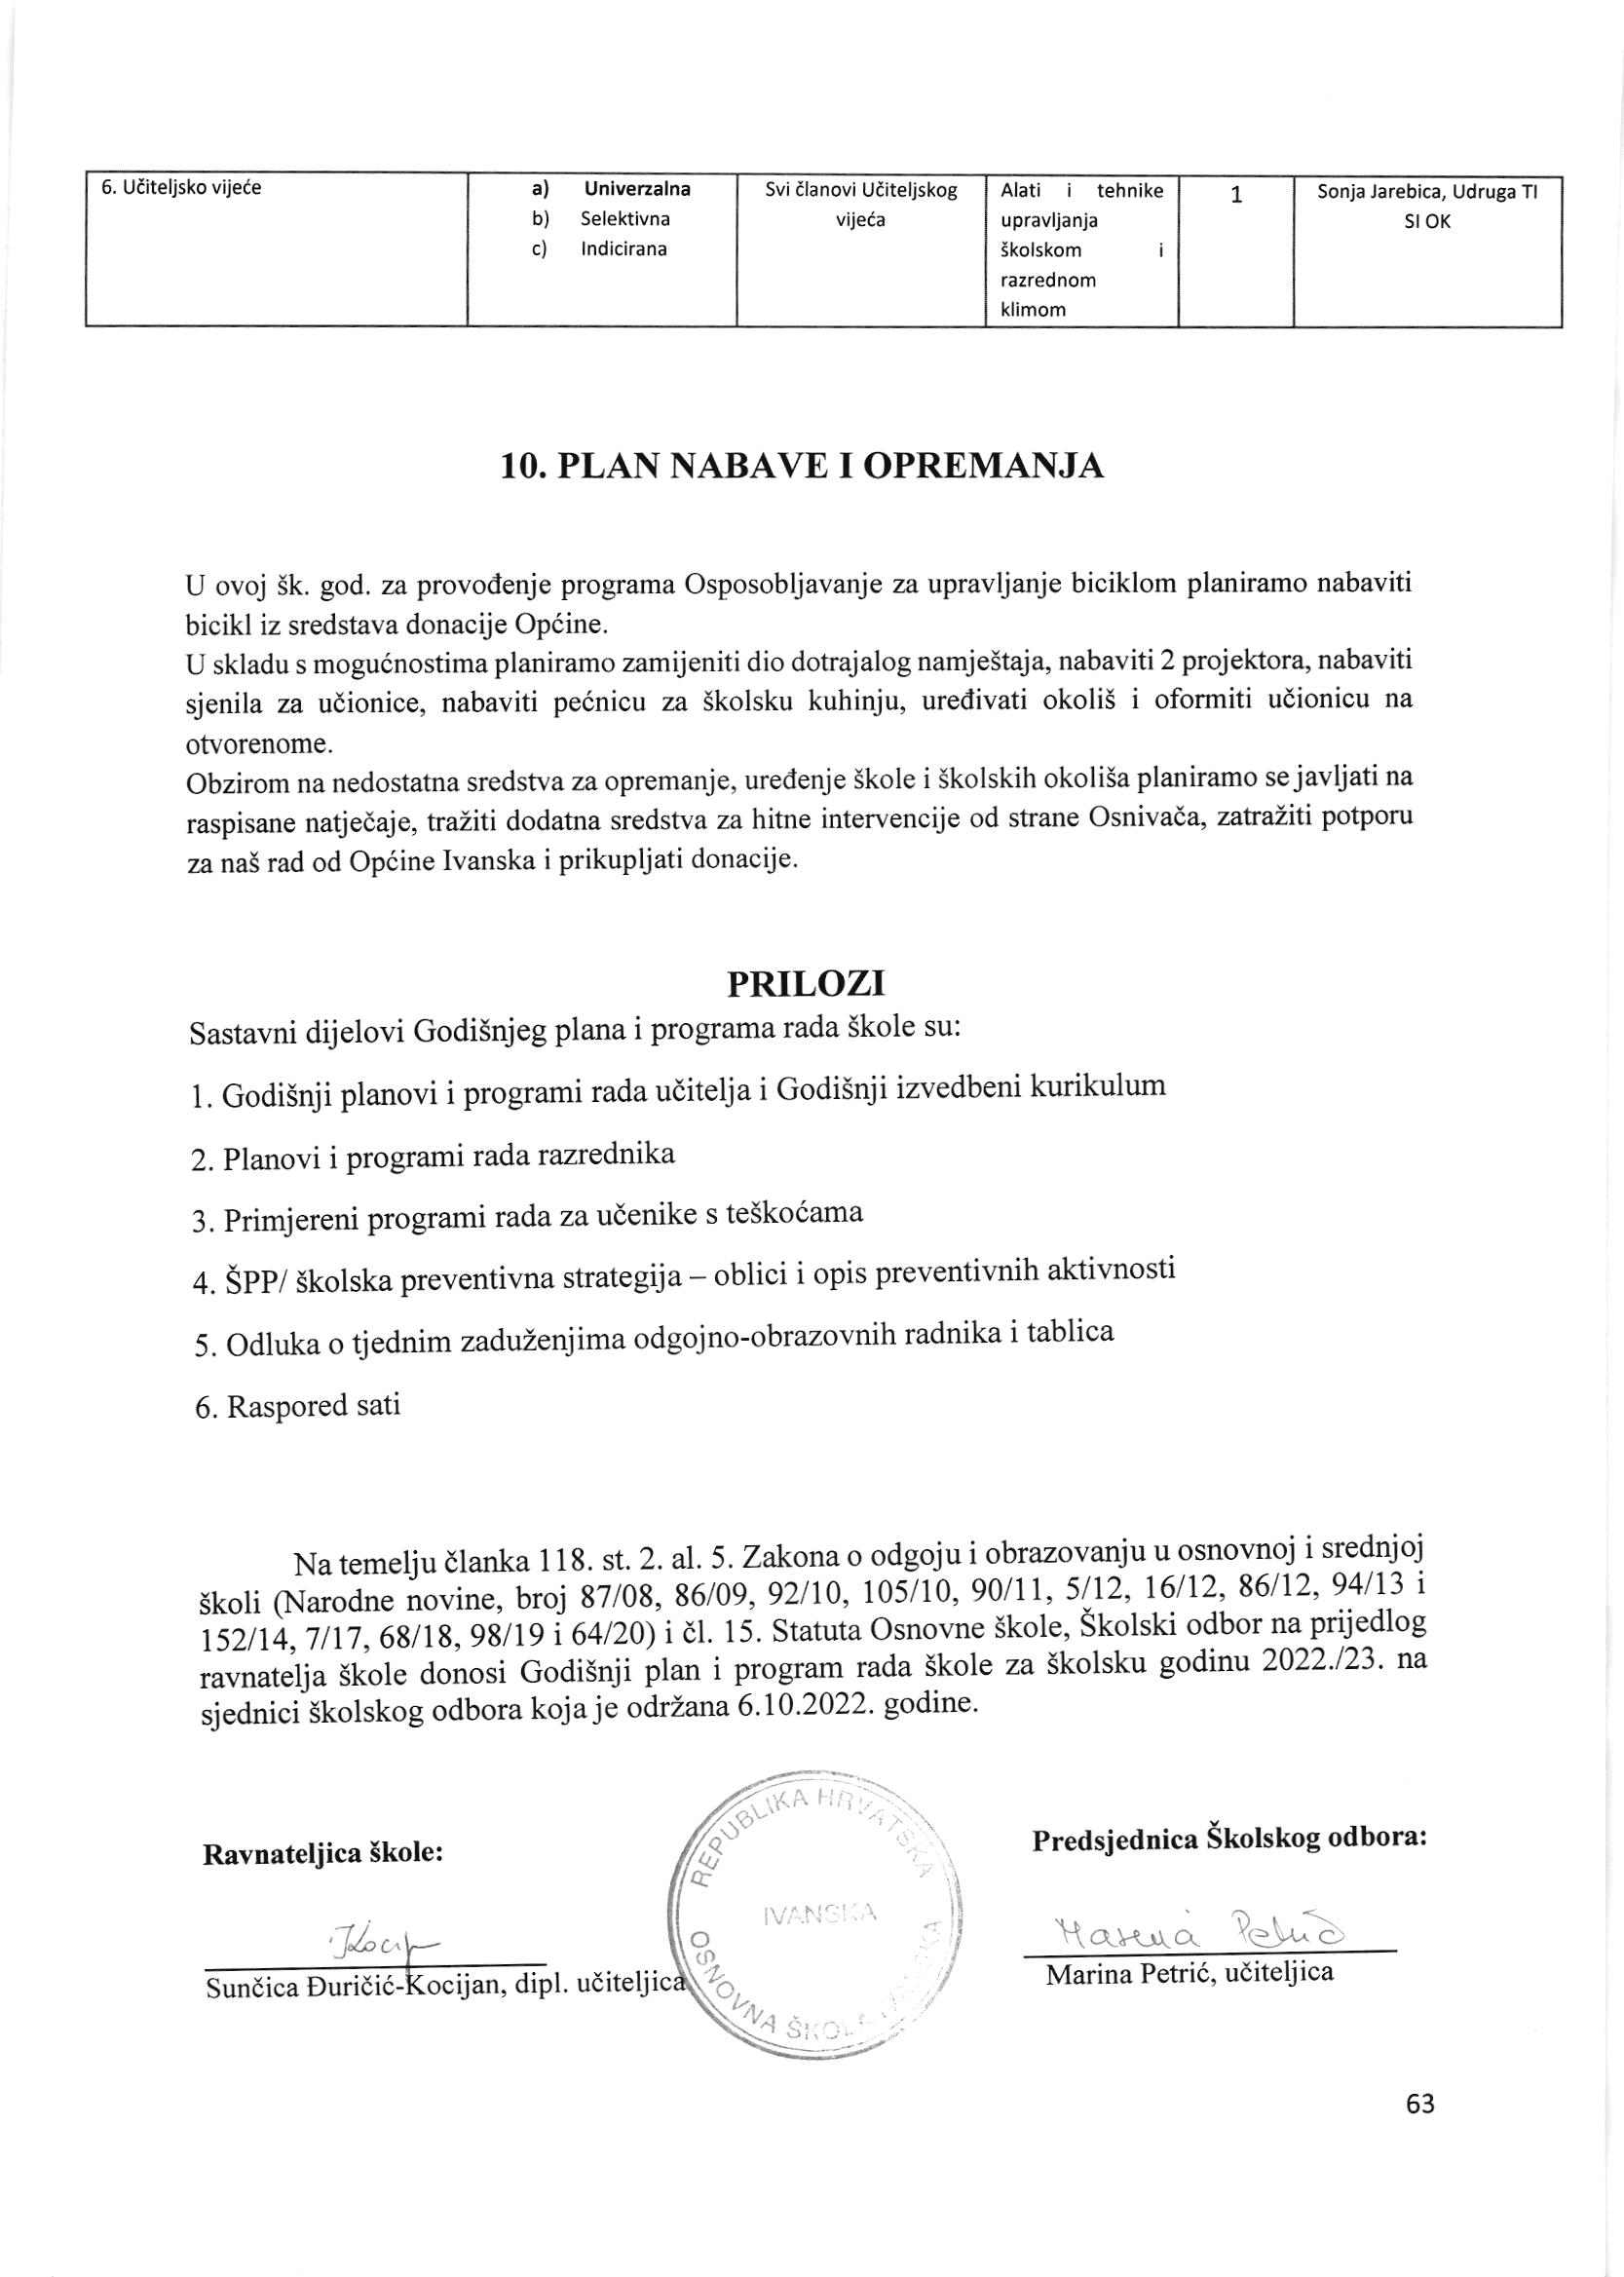 6. Učiteljsko vijeće
a) Univerzalna
b) Selektivna
c) Indicirana
Svi članovi Učiteljskog
vijeća
Alati i tehnike
upravljanja
školskom i
razrednom
klimom
1
Sonja Jarebica, Udruga TI
SI OK
10. PLAN NABAVE I OPREMANJA
U ovoj šk. god. za provođenje programa Osposobljavanje za upravljanje biciklom planiramo nabaviti
bicikl iz sredstava donacije Općine.
U skladu s mogućnostima planiramo zamijeniti dio dotrajalog namještaja, nabaviti 2 projektora, nabaviti
sjenila za učionice, nabaviti pećnicu za školsku kuhinju, uređivati okoliš i oformiti učionicu na
otvorenome.
Obzirom na nedostatna sredstva za opremanje, uređenje škole i školskih okoliša planiramo se javljati na
raspisane natječaje, tražiti dodatna sredstva za hitne intervencije od strane Osnivača, zatražiti potporu
za naš rad od Općine Ivanska i prikupljati donacije.
PRILOZI
Sastavni dijelovi Godišnjeg plana i programa rada škole su:
1. Godišnji planovi i programi rada učitelja i Godišnji izvedbeni kurikulum
2. Planovi i programi rada razrednika
3. Primjereni programi rada za učenike s teškoćama
4. ŠPP/ školska preventivna strategija – oblici i opis preventivnih aktivnosti
5. Odluka o tjednim zaduženjima odgojno-obrazovnih radnika i tablica
6. Raspored sati
Na temelju članka 118. st. 2. al. 5. Zakona o odgoju i obrazovanju u osnovnoj i srednjoj
školi (Narodne novine, broj 87/08, 86/09, 92/10, 105/10, 90/11, 5/12, 16/12, 86/12, 94/13 i
152/14, 7/17, 68/18, 98/19 i 64/20) i čl. 15. Statuta Osnovne škole, Školski odbor na prijedlog
ravnatelja škole donosi Godišnji plan i program rada škole za školsku godinu 2022./23. na
sjednici školskog odbora koja je održana 6.10.2022. godine.
Ravnateljica škole:
Sunčica Đuričić-Kocijan, dipl. učiteljica
REPUBLIKA HRVATSKA
IVANSKA
OSNOVNA ŠKOLA IVANSKA
Predsjednica Školskog odbora:
Marina Petrić
Marina Petrić, učiteljica
63